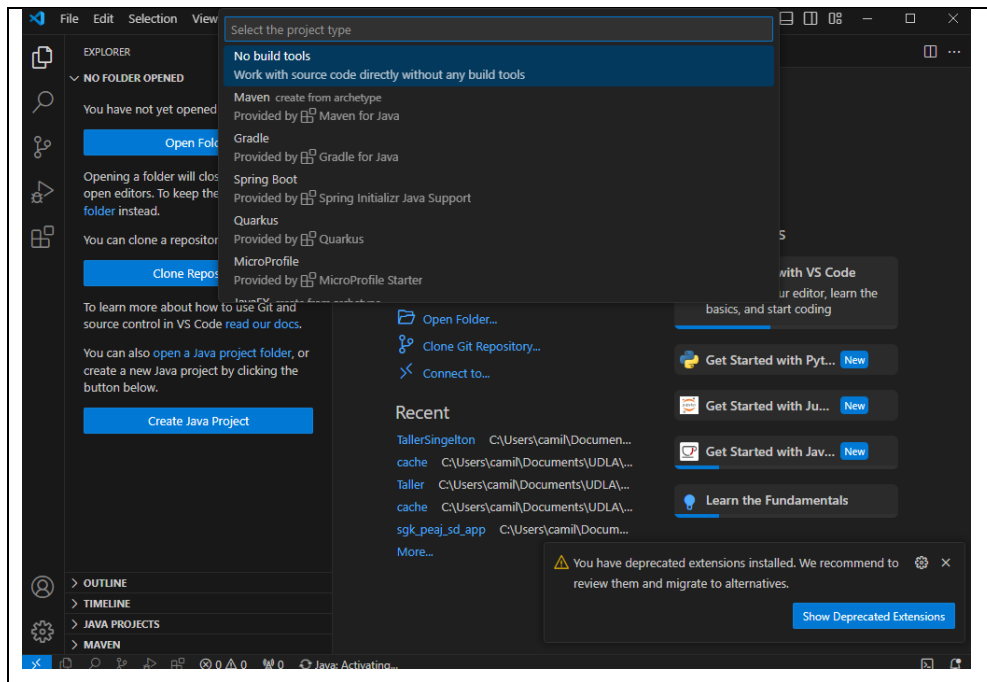 File Edit Selection View
Select the project type
No build tools
Work with source code directly without any build tools
Maven create from archetype
Provided by Maven for Java
Gradle
Provided by Gradle for Java
Spring Boot
Provided by Spring Initializr Java Support
Quarkus
Provided by Quarkus
MicroProfile
Provided by MicroProfile Starter
JavaFX create from archetype
EXPLORER
NO FOLDER OPENED
You have not yet opened
Open Fold
Opening a folder will clos
open editors. To keep the
folder instead.
You can clone a repositor
Clone Repos
To learn more about how to use Git and
source control in VS Code read our docs.
You can also open a Java project folder, or
create a new Java project by clicking the
button below.
Create Java Project
OUTLINE
TIMELINE
JAVA PROJECTS
MAVEN
Open Folder...
Clone Git Repository...
Connect to...
Recent
TallerSingelton C:\Users\camil\Documen...
cache C:\Users\camil\Documents\UDLA\...
Taller C:\Users\camil\Documents\UDLA\...
cache C:\Users\camil\Documents\UDLA\...
sgk_peaj_sd_app C:\Users\camil\Docum...
More...
s
with VS Code
ur editor, learn the
basics, and start coding
Get Started with Pyt... New
Get Started with Ju... New
Get Started with Jav... New
Learn the Fundamentals
You have deprecated extensions installed. We recommend to
review them and migrate to alternatives.
Show Deprecated Extensions
0 0 0 Java: Activating...